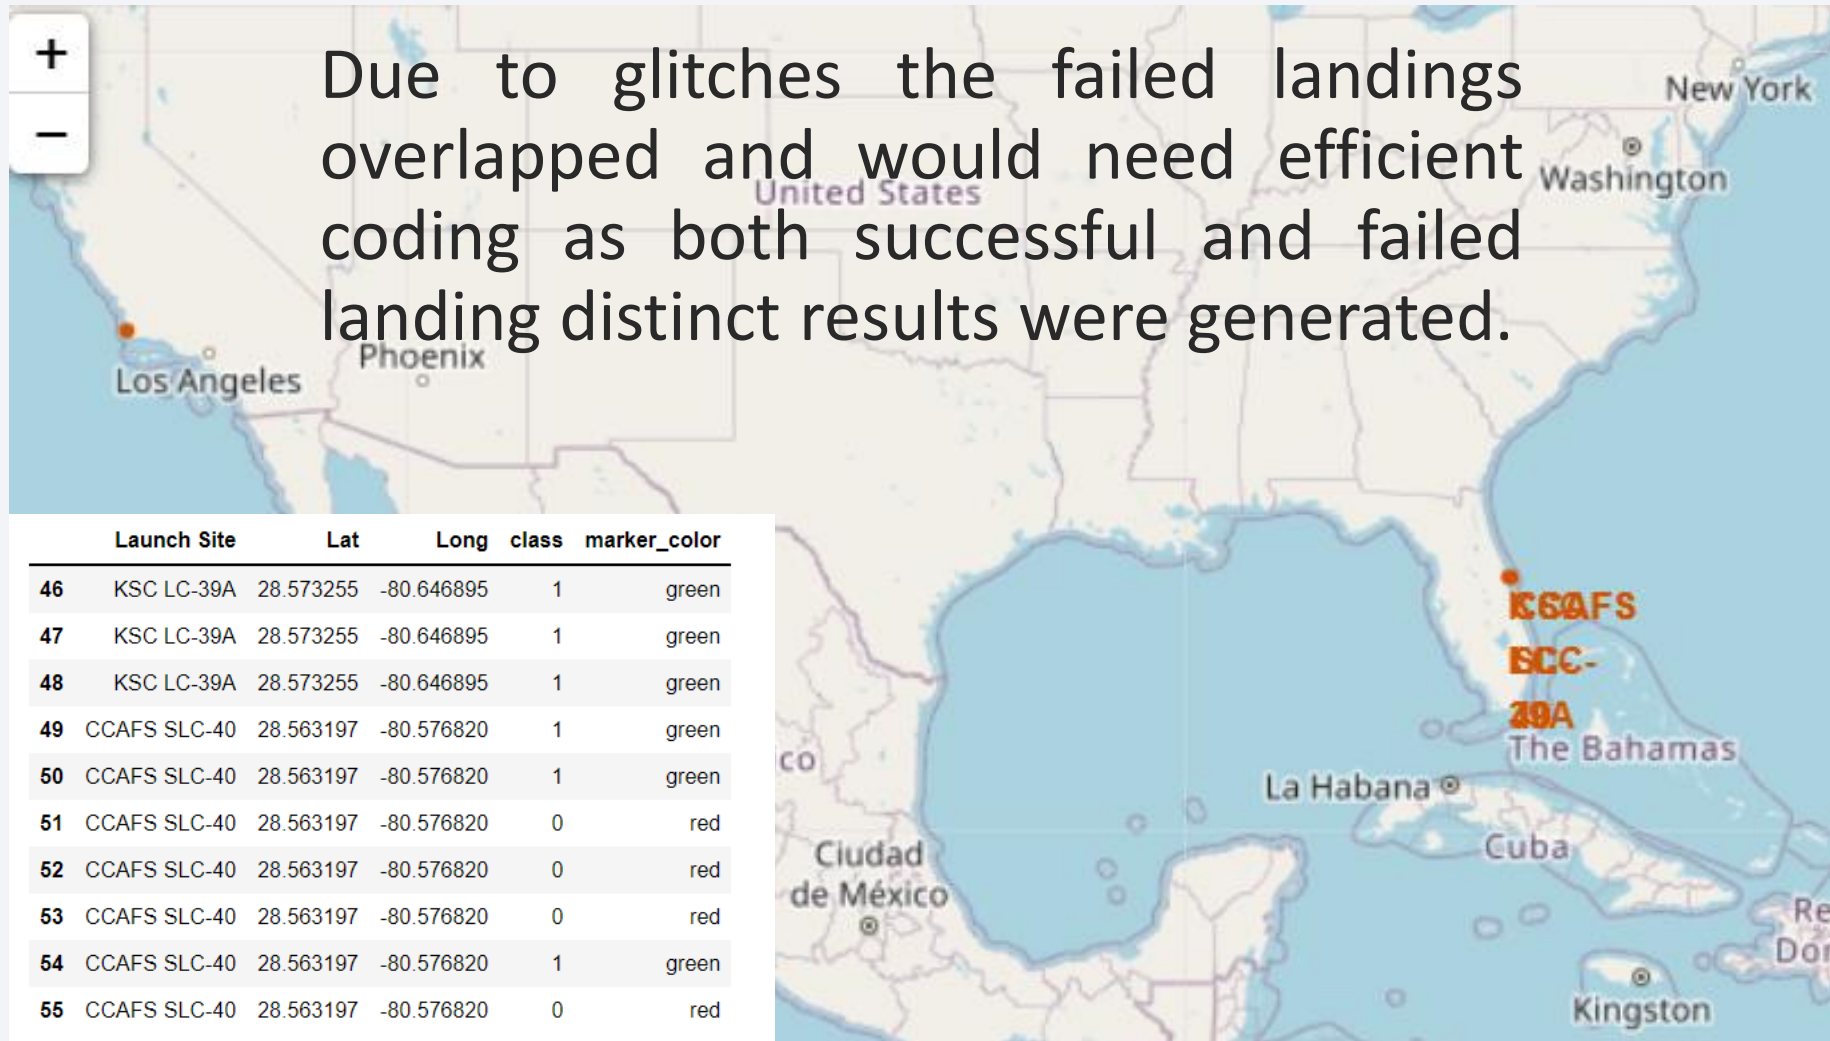 +
−
Due to glitches the failed landings
overlapped and would need efficient
coding as both successful and failed
landing distinct results were generated.
New York
Washington
United States
Phoenix
Los Angeles
Launch Site Lat Long class marker_color
46 KSC LC-39A 28.573255 -80.646895 1 green
47 KSC LC-39A 28.573255 -80.646895 1 green
48 KSC LC-39A 28.573255 -80.646895 1 green
49 CCAFS SLC-40 28.563197 -80.576820 1 green
50 CCAFS SLC-40 28.563197 -80.576820 1 green
51 CCAFS SLC-40 28.563197 -80.576820 0 red
52 CCAFS SLC-40 28.563197 -80.576820 0 red
53 CCAFS SLC-40 28.563197 -80.576820 0 red
54 CCAFS SLC-40 28.563197 -80.576820 1 green
55 CCAFS SLC-40 28.563197 -80.576820 0 red
co
The Bahamas
La Habana
Cuba
Ciudad
de México
Re
Dor
Kingston